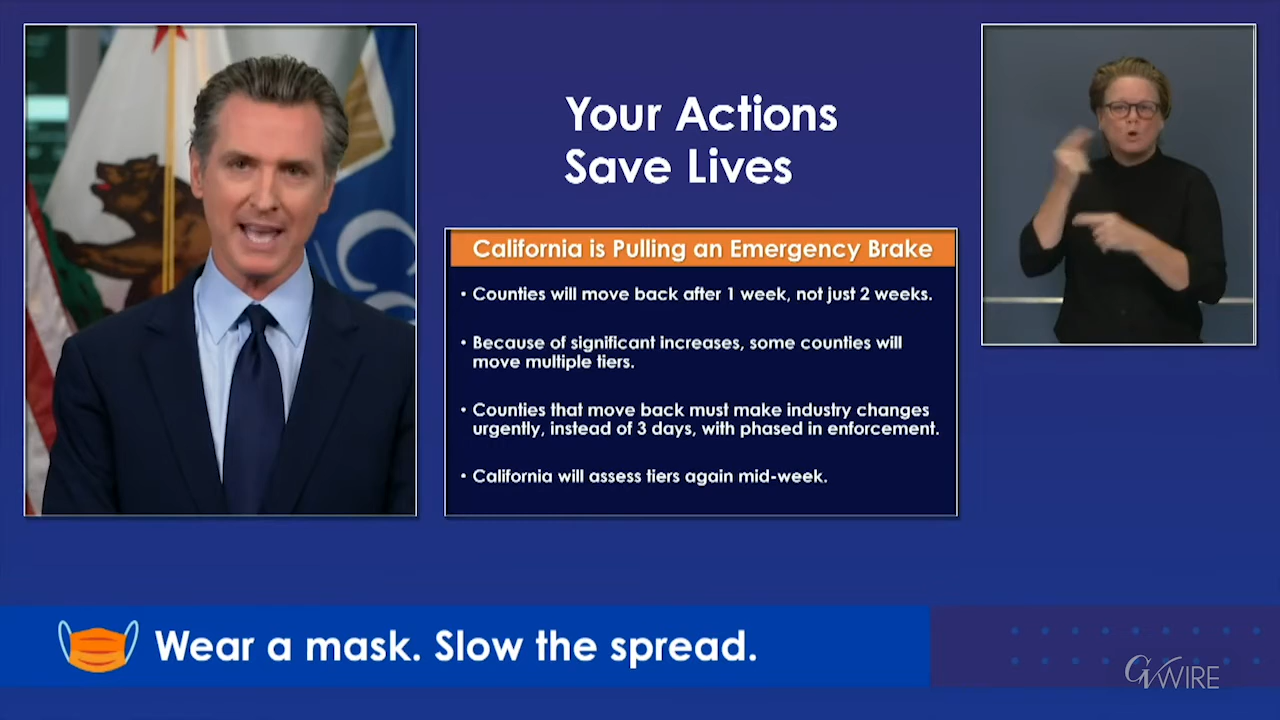 Your Actions
Save Lives
California is Pulling an Emergency Brake
• Counties will move back after 1 week, not just 2 weeks.
• Because of significant increases, some counties will
move multiple tiers.
• Counties that move back must make industry changes
urgently, instead of 3 days, with phased in enforcement.
• California will assess tiers again mid-week.
Wear a mask. Slow the spread.
GV WIRE